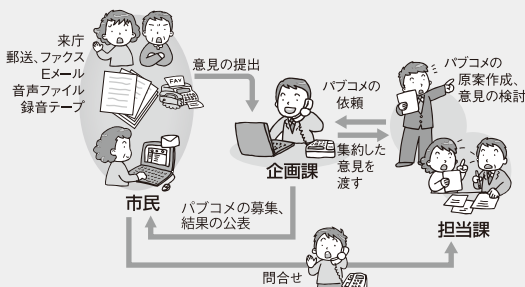 来庁
郵送、ファクス
Eメール
音声ファイル
録音テープ
FAX
意見の提出
市民
企画課
パブコメの
依頼
集約した
意見を
渡す
パブコメの
原案作成、
意見の検討
担当課
パブコメの募集、
結果の公表
問合せ